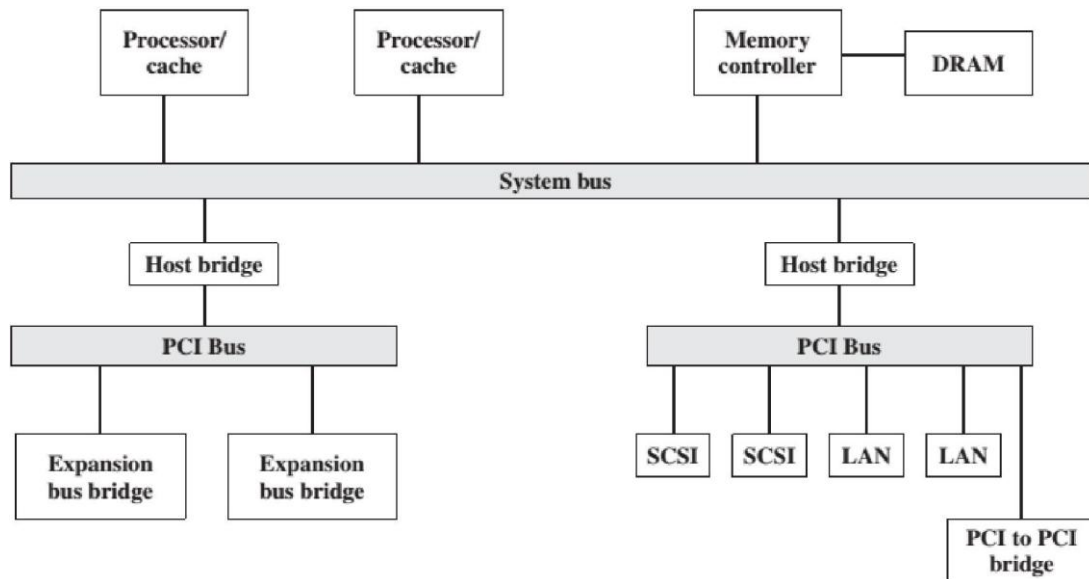 Processor/
cache
Processor/
cache
Memory
controller
DRAM
System bus
Host bridge
Host bridge
PCI Bus
PCI Bus
Expansion
bus bridge
Expansion
bus bridge
SCSI
SCSI
LAN
LAN
PCI to PCI
bridge